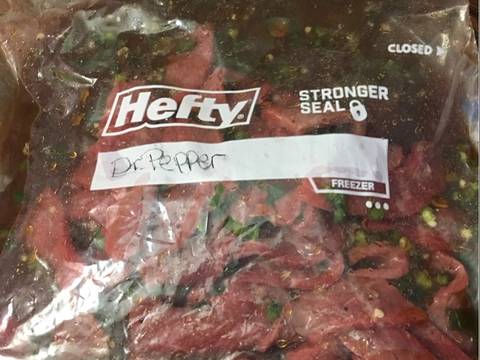 CLOSED
Hefty
STRONGER
SEAL
Dr. Pepper
FREEZER